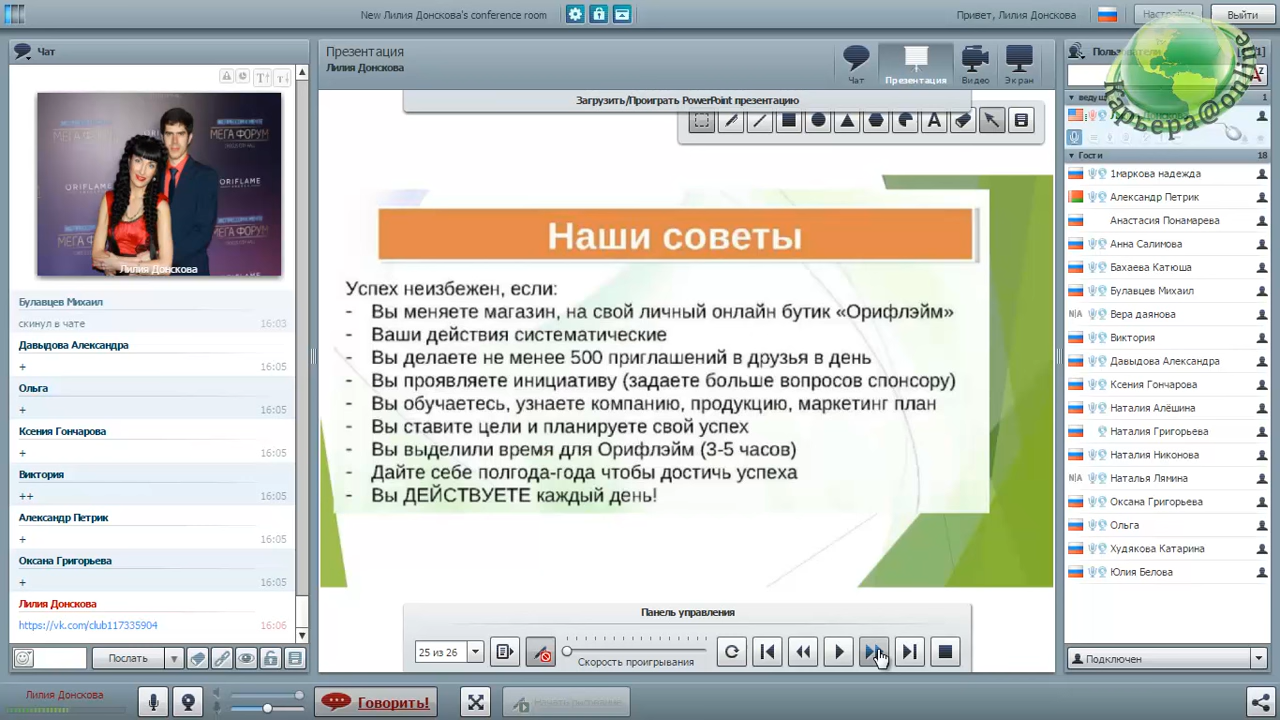 New Лилия Донскова's conference room
Привет, Лилия Донскова
Настройки
Выйти
Чат
МЕГА ФОРУМ
ORIFLAME
МЕГА
Лилия Донскова
Булавцев Михаил
скинул в чате 16:03
Давыдова Александра
+ 16:05
Ольга
+ 16:05
Ксения Гончарова
+ 16:05
Виктория
++ 16:05
Александр Петрик
+ 16:05
Оксана Григорьева
+ 16:05
Лилия Донскова
https://vk.com/club117335904 16:06
Послать
Презентация
Лилия Донскова
Чат
Презентация
Видео
Экран
Загрузить/Проиграть PowerPoint презентацию
Наши советы
Успех неизбежен, если:
- Вы меняете магазин, на свой личный онлайн бутик «Орифлэйм»
- Ваши действия систематические
- Вы делаете не менее 500 приглашений в друзья в день
- Вы проявляете инициативу (задаете больше вопросов спонсору)
- Вы обучаетесь, узнаете компанию, продукцию, маркетинг план
- Вы ставите цели и планируете свой успех
- Вы выделили время для Орифлэйм (3-5 часов)
- Дайте себе полгода-года чтобы достичь успеха
- Вы ДЕЙСТВУЕТЕ каждый день!
Панель управления
25 из 26
Скорость проигрывания
Пользователи
карьера@online
1
Гости 18
1маркова надежда
Александр Петрик
Анастасия Понамарева
Анна Салимова
Бахаева Катюша
Булавцев Михаил
N/A Вера даянова
Виктория
Давыдова Александра
Ксения Гончарова
Наталия Алёшина
Наталия Григорьева
Наталия Никонова
N/A Наталья Лямина
Оксана Григорьева
Ольга
Худякова Катарина
Юлия Белова
Подключен
Лилия Донскова
Говорить!